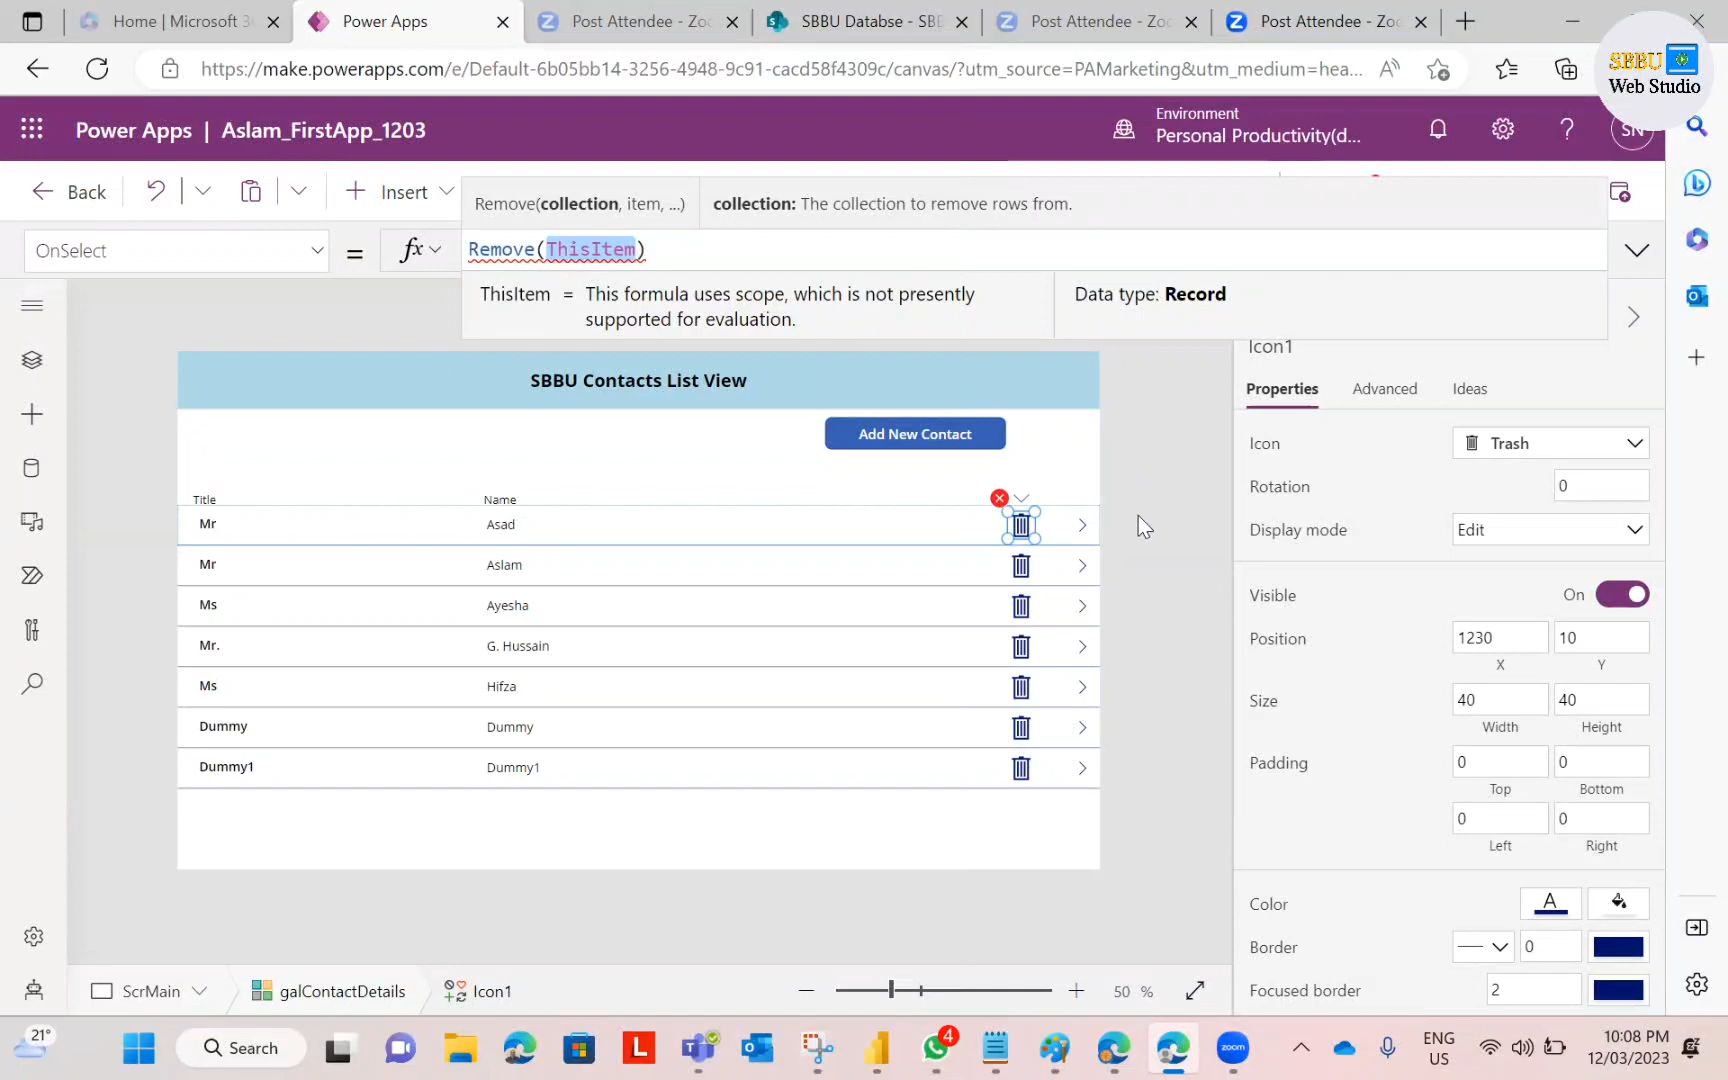 Home | Microsoft 3
Power Apps
Post Attendee - Zo
SBBU Databse - SBB
Post Attendee - Zo
Post Attendee - Zo
https://make.powerapps.com/e/Default-6b05bb14-3256-4948-9c91-cacd58f4309c/canvas/?utm_source=PAMarketing&utm_medium=hea...
SBBU
Web Studio
Power Apps | Aslam_FirstApp_1203
Environment
Personal Productivity(d...
SN
Back
Insert
Remove(collection, item, ...)
collection: The collection to remove rows from.
OnSelect
=
fx
Remove(ThisItem)
ThisItem = This formula uses scope, which is not presently supported for evaluation.
Data type: Record
SBBU Contacts List View
Add New Contact
Title Name
Mr Asad
Mr Aslam
Ms Ayesha
Mr. G. Hussain
Ms Hifza
Dummy Dummy
Dummy1 Dummy1
Icon1
Properties Advanced Ideas
Icon Trash
Rotation 0
Display mode Edit
Visible On
Position 1230 10
X Y
Size 40 40
Width Height
Padding 0 0
Top Bottom
0 0
Left Right
Color
Border 0
Focused border 2
ScrMain
galContactDetails
Icon1
50 %
21°
Search
L
T
4
zoom
ENG
US
10:08 PM
12/03/2023